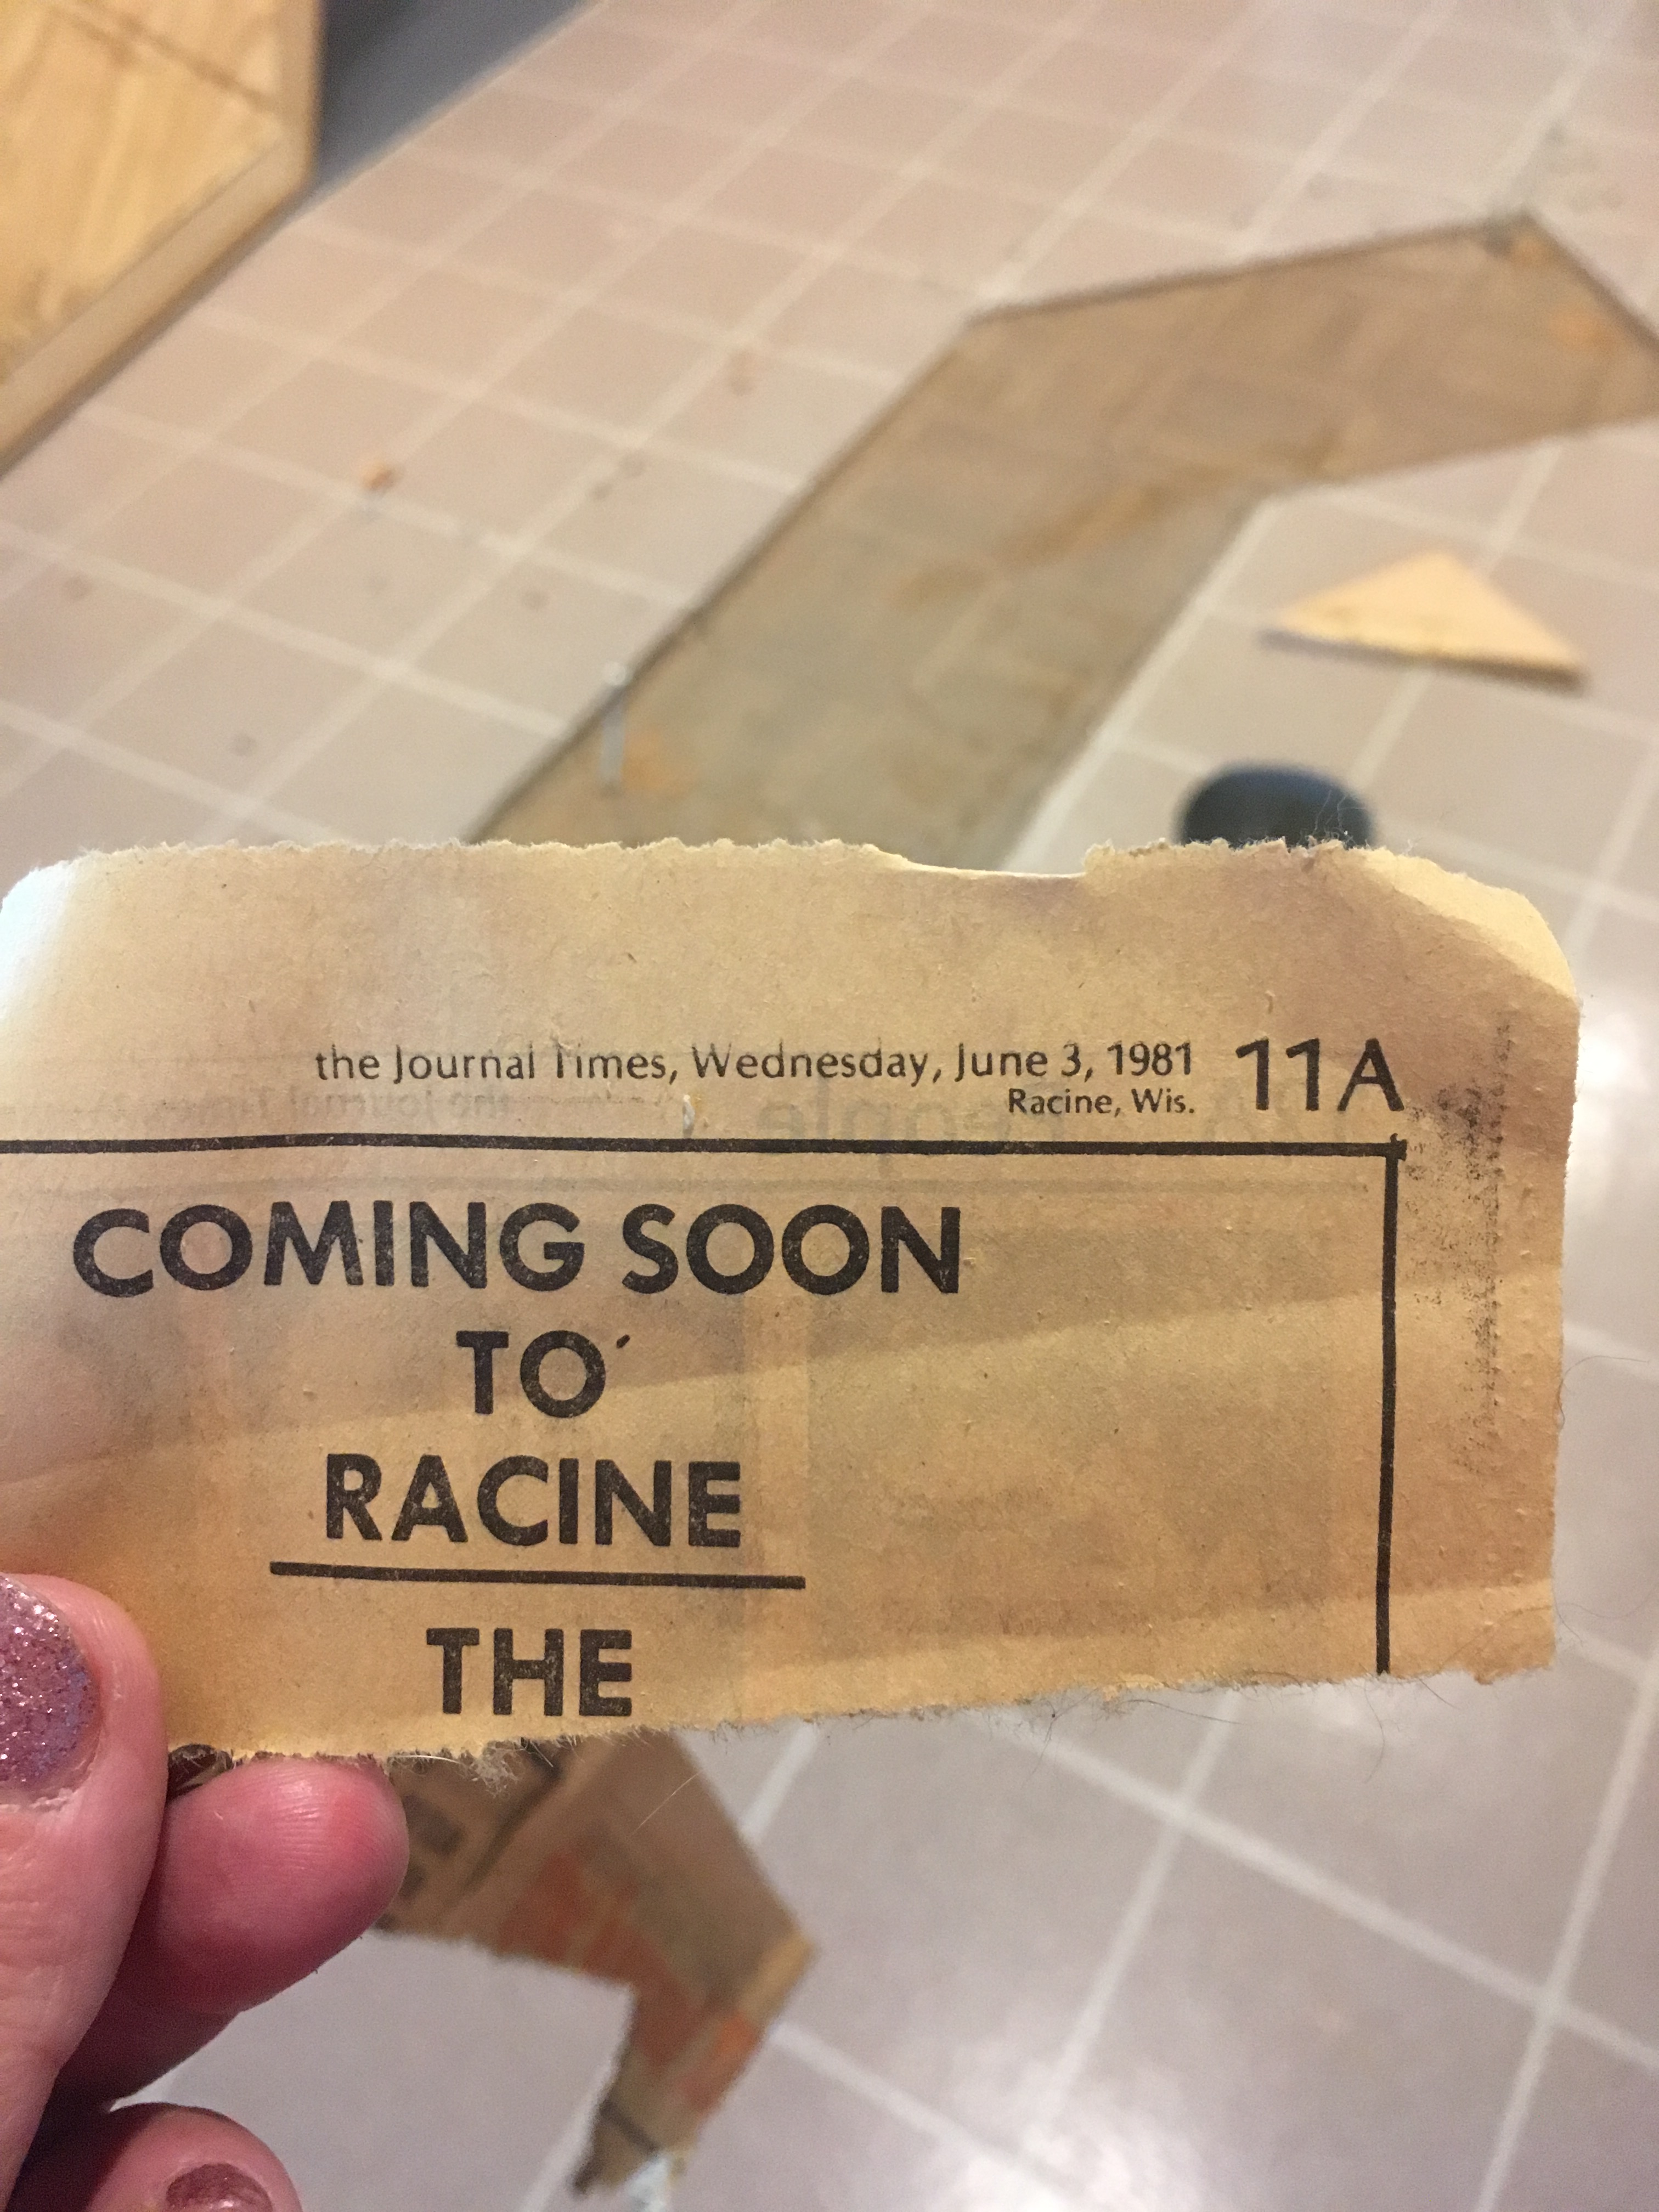 the Journal Times, Wednesday, June 3, 1981 11A
Racine, Wis.
COMING SOON
TO
RACINE
THE